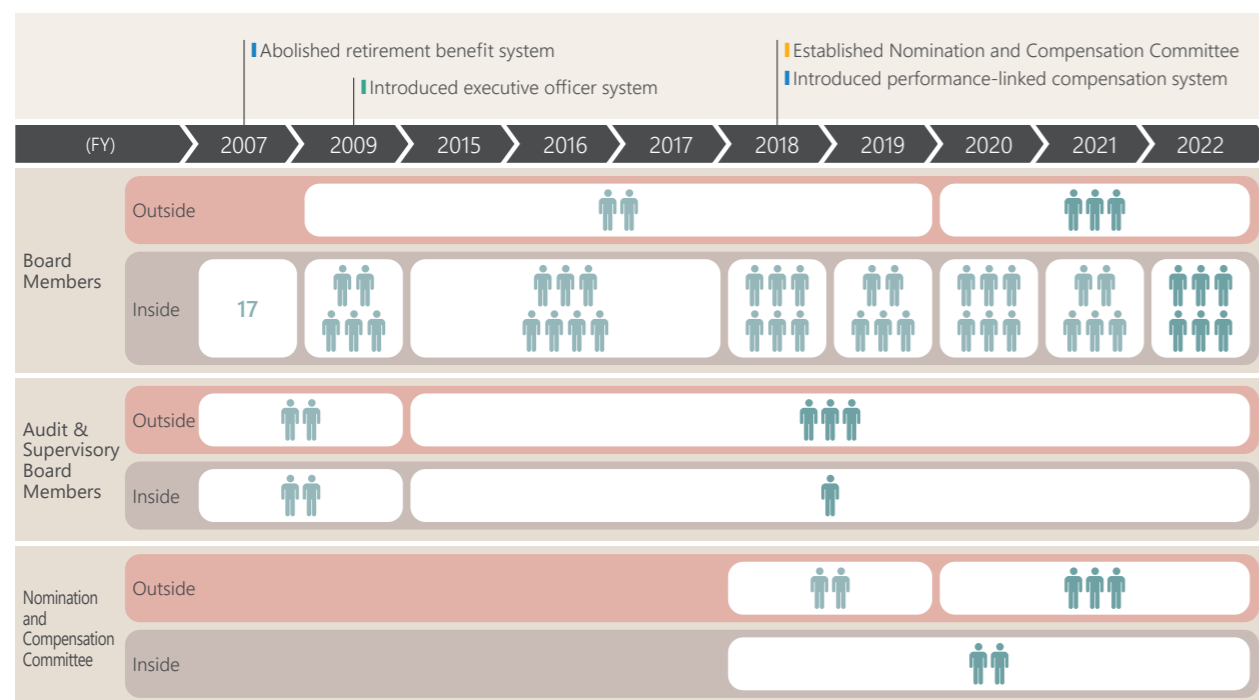 Abolished retirement benefit system
Established Nomination and Compensation Committee
Introduced performance-linked compensation system
Introduced executive officer system
(FY)
2007
2009
2015
2016
2017
2018
2019
2020
2021
2022
Board
Members
Outside
Inside
17
Audit &
Supervisory
Board
Members
Outside
Inside
Nomination
and
Compensation
Committee
Outside
Inside